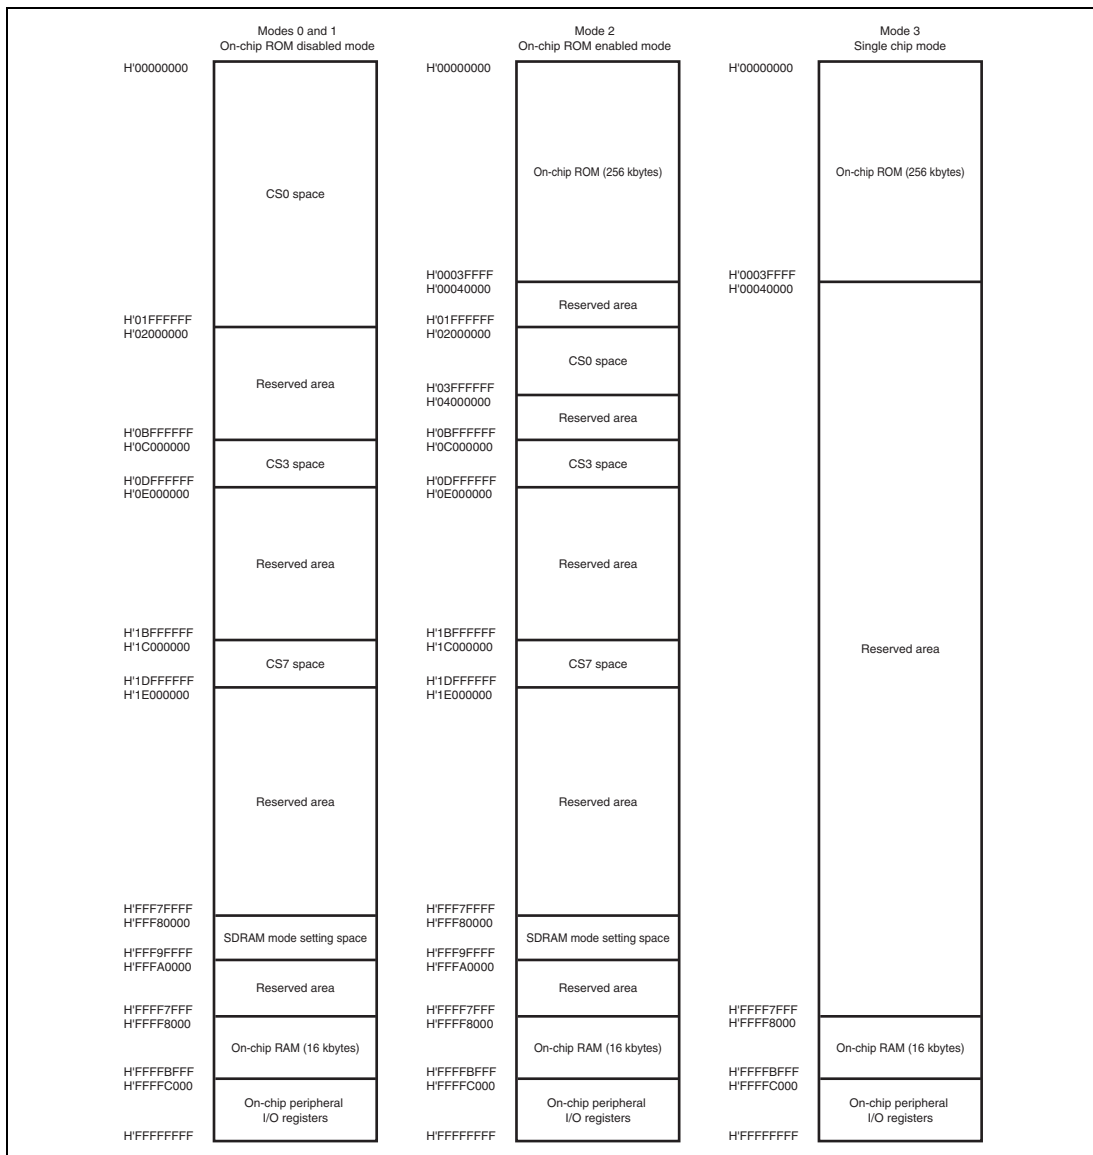 Modes 0 and 1
On-chip ROM disabled mode
H'00000000
CS0 space
H'01FFFFFF
H'02000000
Reserved area
H'0BFFFFFF
H'0C000000
CS3 space
H'0DFFFFFF
H'0E000000
Reserved area
H'1BFFFFFF
H'1C000000
CS7 space
H'1DFFFFFF
H'1E000000
Reserved area
H'FFF7FFFF
H'FFF80000
SDRAM mode setting space
H'FFF9FFFF
H'FFFA0000
Reserved area
H'FFFF7FFF
H'FFFF8000
On-chip RAM (16 kbytes)
H'FFFFBFFF
H'FFFFC000
On-chip peripheral
I/O registers
H'FFFFFFFF
Mode 2
On-chip ROM enabled mode
H'00000000
On-chip ROM (256 kbytes)
H'0003FFFF
H'00040000
Reserved area
H'01FFFFFF
H'02000000
CS0 space
H'03FFFFFF
H'04000000
Reserved area
H'0BFFFFFF
H'0C000000
CS3 space
H'0DFFFFFF
H'0E000000
Reserved area
H'1BFFFFFF
H'1C000000
CS7 space
H'1DFFFFFF
H'1E000000
Reserved area
H'FFF7FFFF
H'FFF80000
SDRAM mode setting space
H'FFF9FFFF
H'FFFA0000
Reserved area
H'FFFF7FFF
H'FFFF8000
On-chip RAM (16 kbytes)
H'FFFFBFFF
H'FFFFC000
On-chip peripheral
I/O registers
H'FFFFFFFF
Mode 3
Single chip mode
H'00000000
On-chip ROM (256 kbytes)
H'0003FFFF
H'00040000
Reserved area
H'FFFF7FFF
H'FFFF8000
On-chip RAM (16 kbytes)
H'FFFFBFFF
H'FFFFC000
On-chip peripheral
I/O registers
H'FFFFFFFF